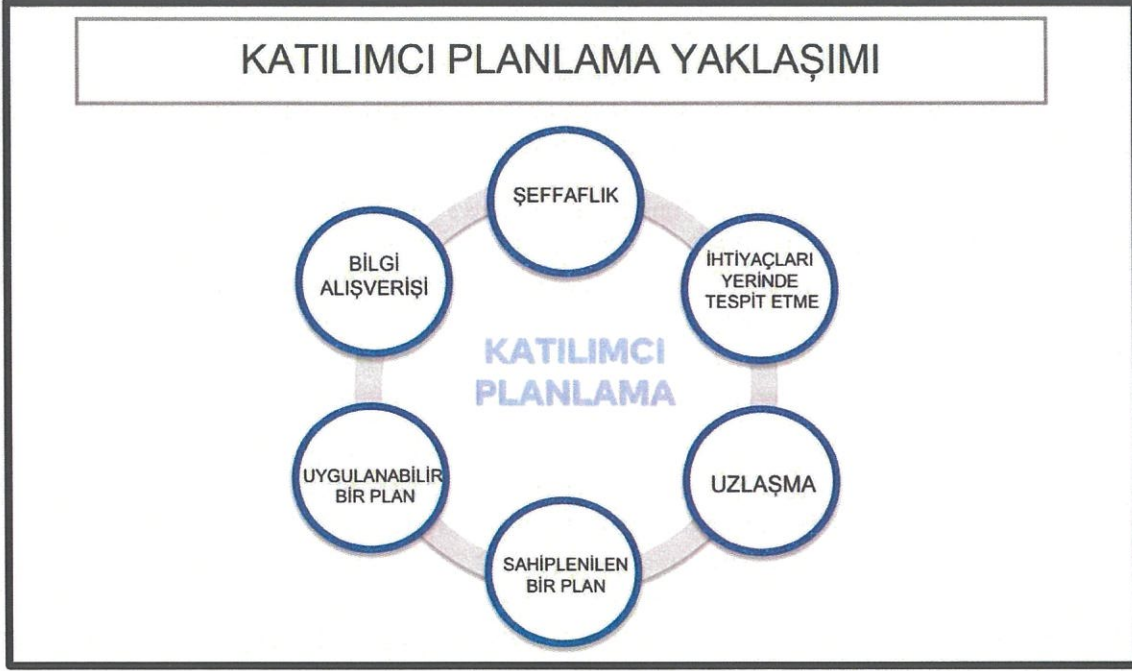 KATILIMCI PLANLAMA YAKLAŞIMI
ŞEFFAFLIK
İHTİYAÇLARI
YERİNDE
TESPİT ETME
UZLAŞMA
SAHİPLENİLEN
BİR PLAN
UYGULANABİLİR
BİR PLAN
BİLGİ
ALIŞVERİŞİ
KATILIMCI
PLANLAMA